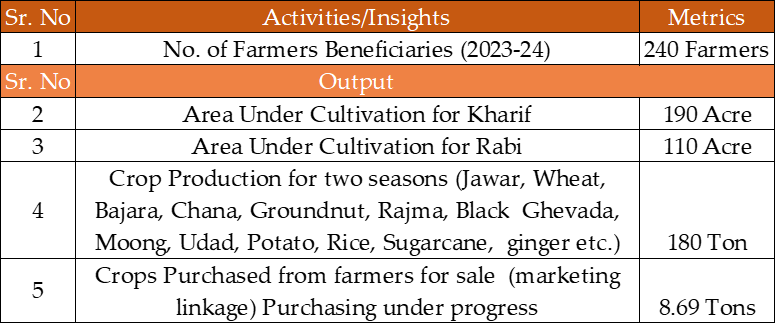 Sr. No Activities/Insights Metrics
1 No. of Farmers Beneficiaries (2023-24) 240 Farmers
Sr. No Output
2 Area Under Cultivation for Kharif 190 Acre
3 Area Under Cultivation for Rabi 110 Acre
Crop Production for two seasons (Jawar, Wheat,
4 Bajara, Chana, Groundnut, Rajma, Black Ghevada,
Moong, Udad, Potato, Rice, Sugarcane, ginger etc.) 180 Ton
5 Crops Purchased from farmers for sale (marketing
linkage) Purchasing under progress 8.69 Tons